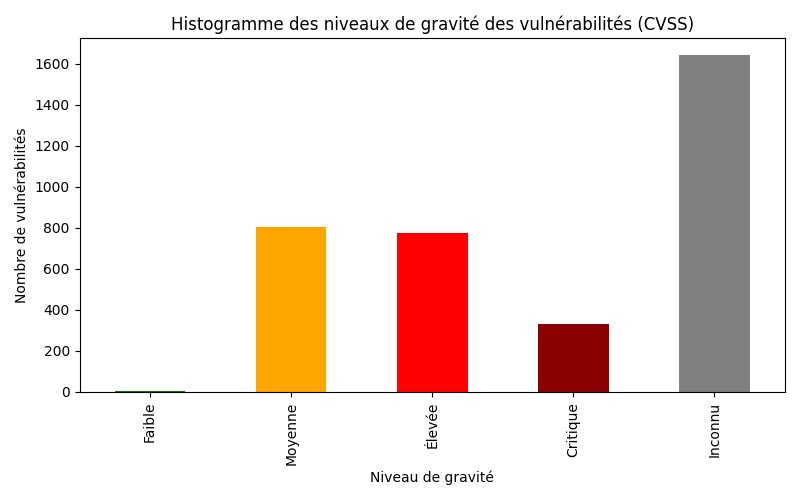 Histogramme des niveaux de gravité des vulnérabilités (CVSS)
Nombre de vulnérabilités
1600
1400
1200
1000
800
600
400
200
0
Faible
Moyenne
Élevée
Critique
Inconnu
Niveau de gravité